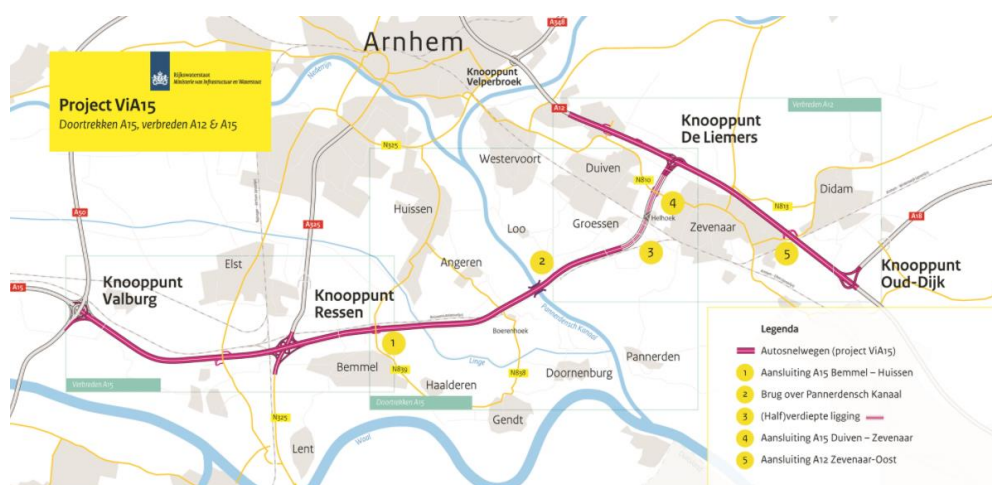 Rijkswaterstaat
Ministerie van Infrastructuur en Waterstaat
Project ViA15
Doortrekken A15, verbreden A12 & A15
Arnhem
A348
Knooppunt
Velperbroek
Nederrijn
A12
Verbreden A12
Knooppunt
De Liemers
N325
Westervoort
Duiven
N810
4
Didam
N813
A50
A325
Huissen
Groessen
Helhoek
Zevenaar
A18
Loo
3
5
Elst
Angeren
2
Knooppunt
Oud-Dijk
A15
Knooppunt
Valburg
Knooppunt
Ressen
Pannerdensch Kanaal
1
Boerenhoek
Linge
Pannerden
Bemmel
N839
Haalderen
N838
Doornenburg
Verbreden A15
Doortrekken A15
N325
Gendt
Waal
Lent
Legenda
Autosnelwegen (project ViA15)
1 Aansluiting A15 Bemmel – Huissen
2 Brug over Pannerdensch Kanaal
3 (Half)verdiepte ligging
4 Aansluiting A15 Duiven – Zevenaar
5 Aansluiting A12 Zevenaar-Oost